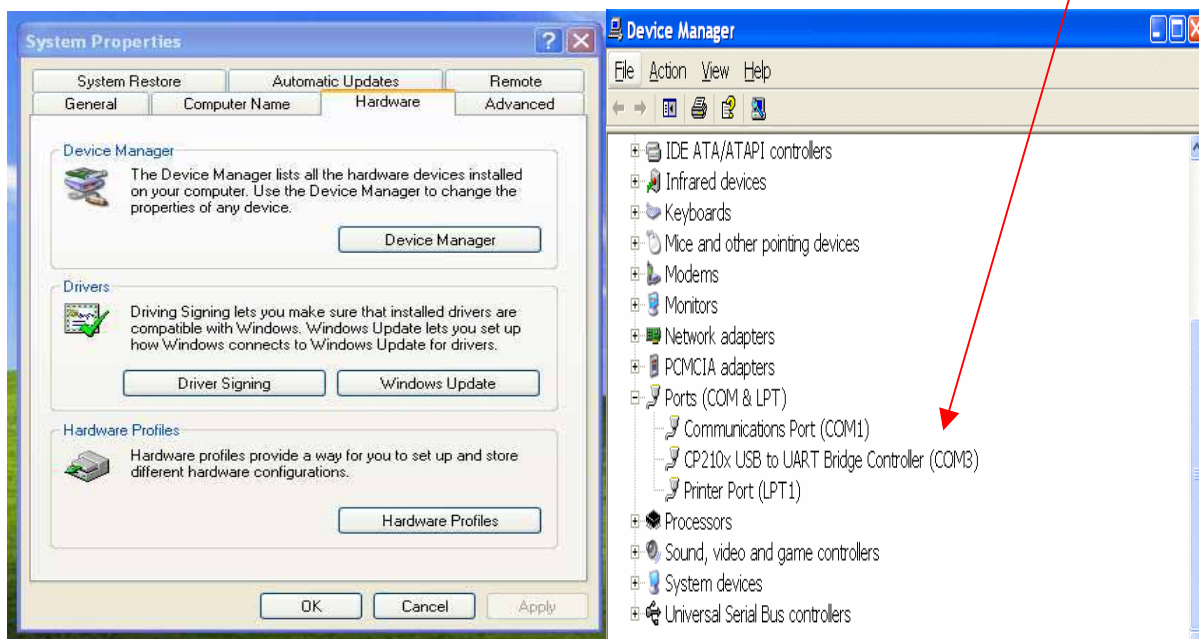 System Properties
System Restore Automatic Updates Remote
General Computer Name Hardware Advanced
Device Manager
The Device Manager lists all the hardware devices installed
on your computer. Use the Device Manager to change the
properties of any device.
Device Manager
Drivers
Driving Signing lets you make sure that installed drivers are
compatible with Windows. Windows Update lets you set up
how Windows connects to Windows Update for drivers.
Driver Signing Windows Update
Hardware Profiles
Hardware profiles provide a way for you to set up and store
different hardware configurations.
Hardware Profiles
OK Cancel Apply
Device Manager
File Action View Help
IDE ATA/ATAPI controllers
Infrared devices
Keyboards
Mice and other pointing devices
Modems
Monitors
Network adapters
PCMCIA adapters
Ports (COM & LPT)
Communications Port (COM1)
CP210x USB to UART Bridge Controller (COM3)
Printer Port (LPT1)
Processors
Sound, video and game controllers
System devices
Universal Serial Bus controllers